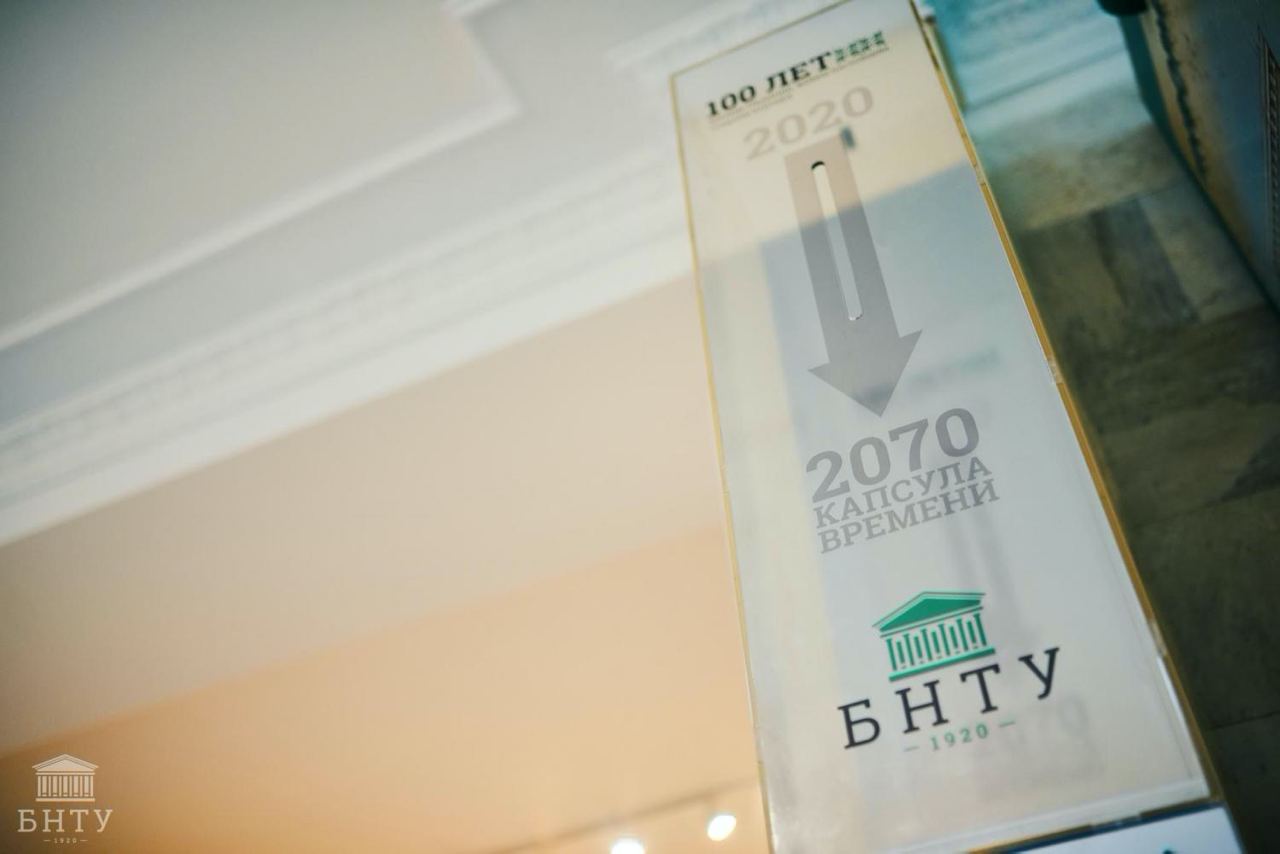 100 ЛЕТ
2020
2070
КАПСУЛА
ВРЕМЕНИ
БНТУ
– 1920 –
БНТУ
– 1920 –